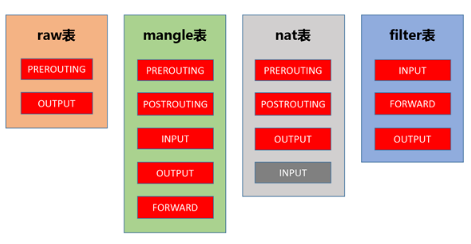 raw表
PREROUTING
OUTPUT
mangle表
PREROUTING
POSTROUTING
INPUT
OUTPUT
FORWARD
nat表
PREROUTING
POSTROUTING
OUTPUT
INPUT
filter表
INPUT
FORWARD
OUTPUT